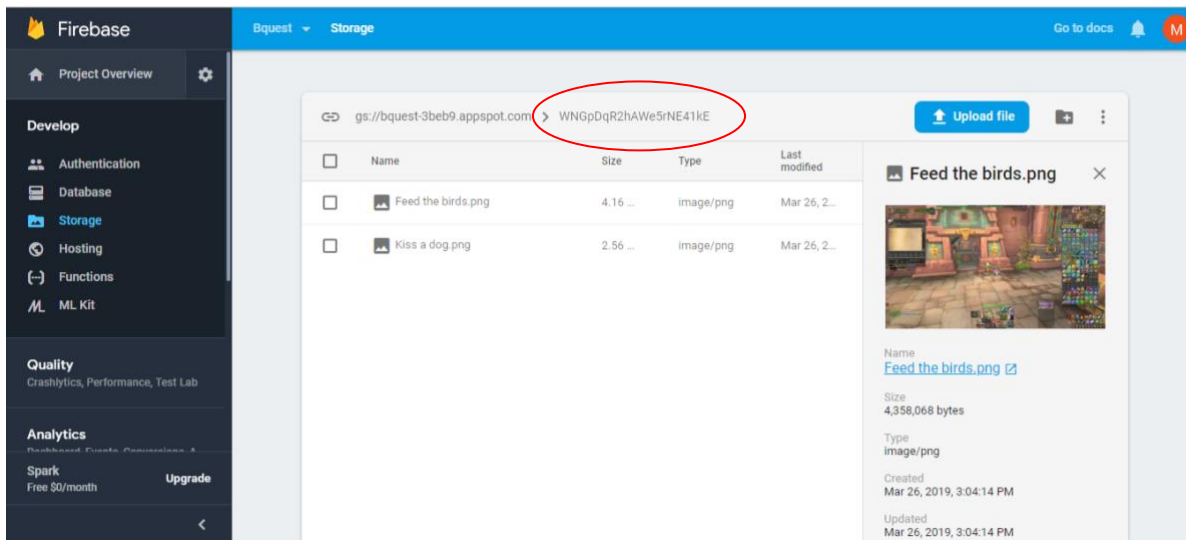 Firebase
Bquest
Storage
Go to docs
M
Project Overview
Develop
Authentication
Database
Storage
Hosting
Functions
ML Kit
Quality
Crashlytics, Performance, Test Lab
Analytics
Spark
Free $0/month
Upgrade
gs://bquest-3beb9.appspot.com > WNGpDqR2hAWe5rNE41kE
Upload file
Name Size Type Last modified
Feed the birds.png 4.16 ... image/png Mar 26, 2...
Kiss a dog.png 2.56 ... image/png Mar 26, 2...
Feed the birds.png
Name
Feed the birds.png
Size
4,358,068 bytes
Type
image/png
Created
Mar 26, 2019, 3:04:14 PM
Updated
Mar 26, 2019, 3:04:14 PM